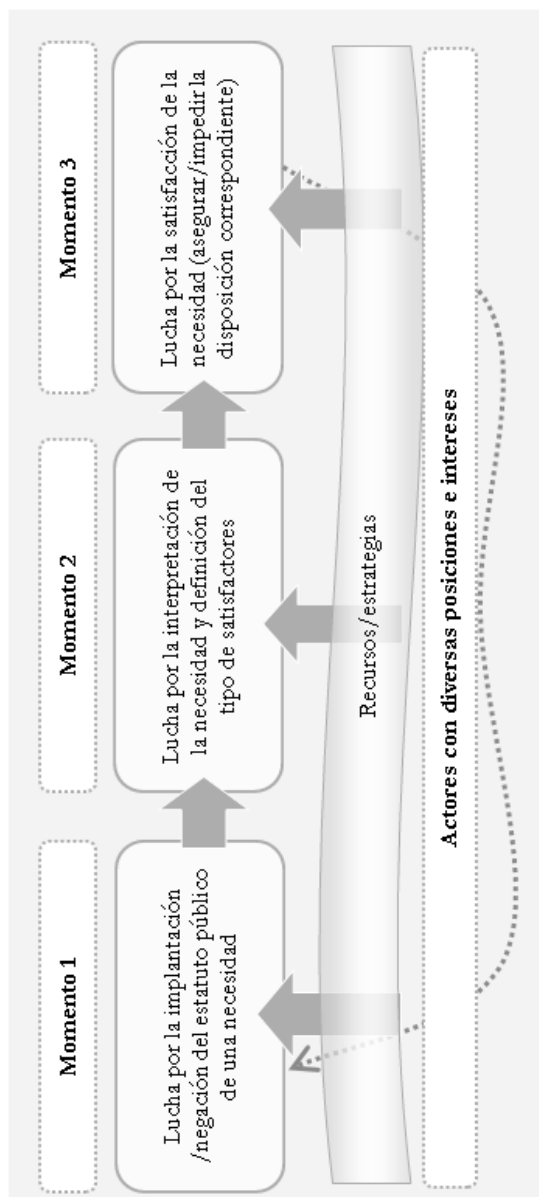 Momento 1
Lucha por la implantación
/negación del estatuto público
de una necesidad
Momento 2
Lucha por la interpretación de
la necesidad y definición del
tipo de satisfactores
Momento 3
Lucha por la satisfacción de la
necesidad (asegurar/impedir la
disposición correspondiente)
Recursos/estrategias
Actores con diversas posiciones e intereses